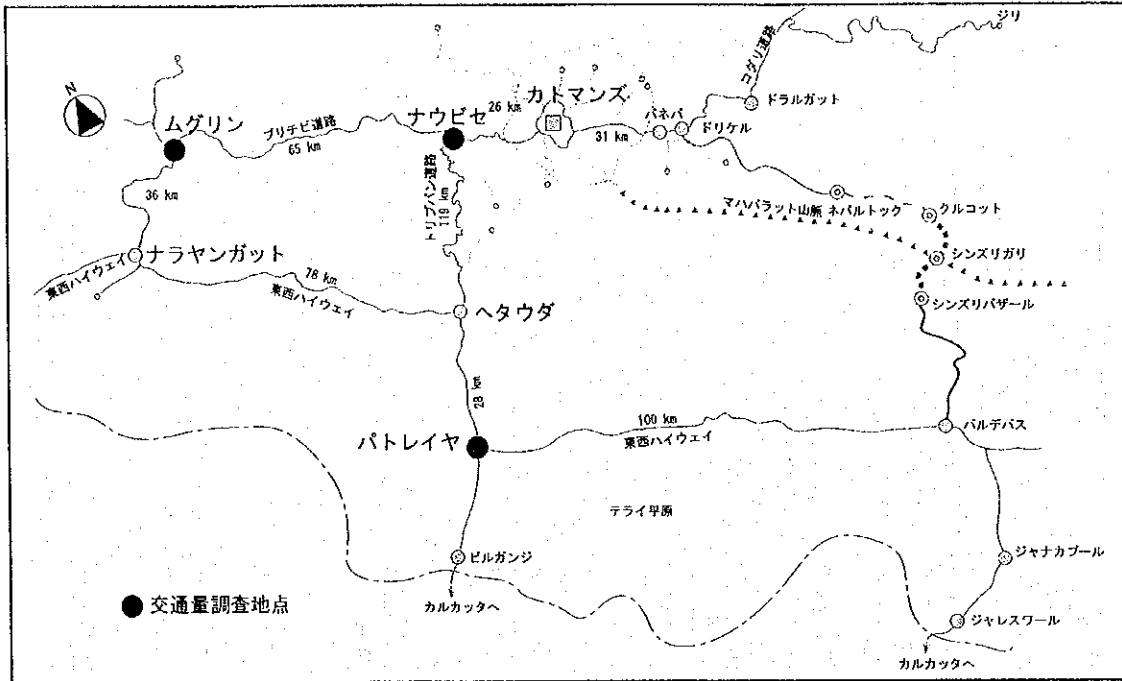 ジリ
コダリ道路
ドラルガット
N
カトマンズ
26 km
ナウビセ
ムグリン
プリテビ道路
65 km
31 km
バネパ
ドリケル
36 km
トリブバン道路
119 km
マハバラット山脈
ネパルトック
クルコット
ナラヤンガット
東西ハイウェイ
78 km
東西ハイウェイ
シンズリガリ
シンズリバザール
ヘタウダ
28 km
100 km
東西ハイウェイ
バルデバス
パトレイヤ
テライ平原
ビルガンジ
ジャナカプール
カルカッタへ
ジャレスワール
カルカッタへ
交通量調査地点